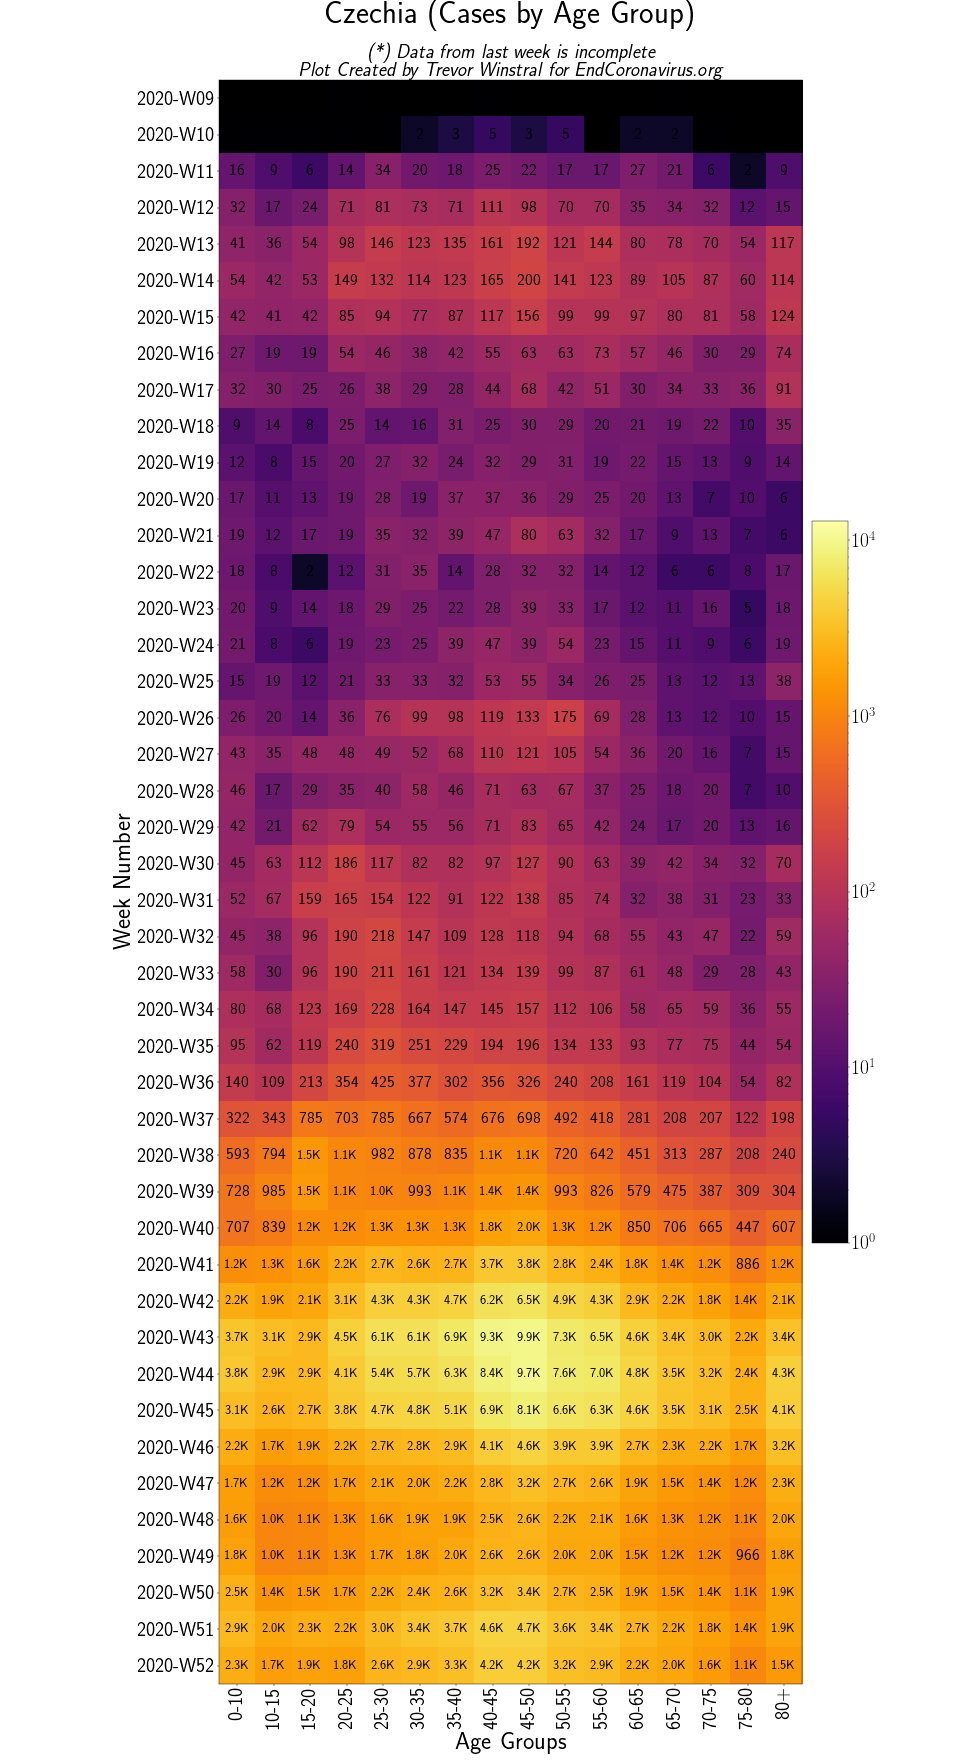 Czechia (Cases by Age Group)
(*) Data from last week is incomplete
Plot Created by Trevor Winstral for EndCoronavirus.org
2020-W09
2020-W10 2 3 5 3 5 2 2
2020-W11 16 9 6 14 34 20 18 25 22 17 17 27 21 6 2 9
2020-W12 32 17 24 71 81 73 71 111 98 70 70 35 34 32 12 15
2020-W13 41 36 54 98 146 123 135 161 192 121 144 80 78 70 54 117
2020-W14 54 42 53 149 132 114 123 165 200 141 123 89 105 87 60 114
2020-W15 42 41 42 85 94 77 87 117 156 99 99 97 80 81 58 124
2020-W16 27 19 19 54 46 38 42 55 63 63 73 57 46 30 29 74
2020-W17 32 30 25 26 38 29 28 44 68 42 51 30 34 33 36 91
2020-W18 9 14 8 25 14 16 31 25 30 29 20 21 19 22 10 35
2020-W19 12 8 15 20 27 32 24 32 29 31 19 22 15 13 9 14
2020-W20 17 11 13 19 28 19 37 37 36 29 25 20 13 7 10 6
2020-W21 19 12 17 19 35 32 39 47 80 63 32 17 9 13 7 6
2020-W22 18 8 2 12 31 35 14 28 32 32 14 12 6 6 8 17
2020-W23 20 9 14 18 29 25 22 28 39 33 17 12 11 16 5 18
2020-W24 21 8 6 19 23 25 39 47 39 54 23 15 11 9 6 19
2020-W25 15 19 12 21 33 33 32 53 55 34 26 25 13 12 13 38
2020-W26 26 20 14 36 76 99 98 119 133 175 69 28 13 12 10 15
2020-W27 43 35 48 48 49 52 68 110 121 105 54 36 20 16 7 15
2020-W28 46 17 29 35 40 58 46 71 63 67 37 25 18 20 7 10
2020-W29 42 21 62 79 54 55 56 71 83 65 42 24 17 20 13 16
2020-W30 45 63 112 186 117 82 82 97 127 90 63 39 42 34 32 70
2020-W31 52 67 159 165 154 122 91 122 138 85 74 32 38 31 23 33
2020-W32 45 38 96 190 218 147 109 128 118 94 68 55 43 47 22 59
2020-W33 58 30 96 190 211 161 121 134 139 99 87 61 48 29 28 43
2020-W34 80 68 123 169 228 164 147 145 157 112 106 58 65 59 36 55
2020-W35 95 62 119 240 319 251 229 194 196 134 133 93 77 75 44 54
2020-W36 140 109 213 354 425 377 302 356 326 240 208 161 119 104 54 82
2020-W37 322 343 785 703 785 667 574 676 698 492 418 281 208 207 122 198
2020-W38 593 794 1.5K 1.1K 982 878 835 1.1K 1.1K 720 642 451 313 287 208 240
2020-W39 728 985 1.5K 1.1K 1.0K 993 1.1K 1.4K 1.4K 993 826 579 475 387 309 304
2020-W40 707 839 1.2K 1.2K 1.3K 1.3K 1.3K 1.8K 2.0K 1.3K 1.2K 850 706 665 447 607
2020-W41 1.2K 1.3K 1.6K 2.2K 2.7K 2.6K 2.7K 3.7K 3.8K 2.8K 2.4K 1.8K 1.4K 1.2K 886 1.2K
2020-W42 2.2K 1.9K 2.1K 3.1K 4.3K 4.3K 4.7K 6.2K 6.5K 4.9K 4.3K 2.9K 2.2K 1.8K 1.4K 2.1K
2020-W43 3.7K 3.1K 2.9K 4.5K 6.1K 6.1K 6.9K 9.3K 9.9K 7.3K 6.5K 4.6K 3.4K 3.0K 2.2K 3.4K
2020-W44 3.8K 2.9K 2.9K 4.1K 5.4K 5.7K 6.3K 8.4K 9.7K 7.6K 7.0K 4.8K 3.5K 3.2K 2.4K 4.3K
2020-W45 3.1K 2.6K 2.7K 3.8K 4.7K 4.8K 5.1K 6.9K 8.1K 6.6K 6.3K 4.6K 3.5K 3.1K 2.5K 4.1K
2020-W46 2.2K 1.7K 1.9K 2.2K 2.7K 2.8K 2.9K 4.1K 4.6K 3.9K 3.9K 2.7K 2.3K 2.2K 1.7K 3.2K
2020-W47 1.7K 1.2K 1.2K 1.7K 2.1K 2.0K 2.2K 2.8K 3.2K 2.7K 2.6K 1.9K 1.5K 1.4K 1.2K 2.3K
2020-W48 1.6K 1.0K 1.1K 1.3K 1.6K 1.9K 1.9K 2.5K 2.6K 2.2K 2.1K 1.6K 1.3K 1.2K 1.1K 2.0K
2020-W49 1.8K 1.0K 1.1K 1.3K 1.7K 1.8K 2.0K 2.6K 2.6K 2.0K 2.0K 1.5K 1.2K 1.2K 966 1.8K
2020-W50 2.5K 1.4K 1.5K 1.7K 2.2K 2.4K 2.6K 3.2K 3.4K 2.7K 2.5K 1.9K 1.5K 1.4K 1.1K 1.9K
2020-W51 2.9K 2.0K 2.3K 2.2K 3.0K 3.4K 3.7K 4.6K 4.7K 3.6K 3.4K 2.7K 2.2K 1.8K 1.4K 1.9K
2020-W52 2.3K 1.7K 1.9K 1.8K 2.6K 2.9K 3.3K 4.2K 4.2K 3.2K 2.9K 2.2K 2.0K 1.6K 1.1K 1.5K
0-10 10-15 15-20 20-25 25-30 30-35 35-40 40-45 45-50 50-55 55-60 60-65 65-70 70-75 75-80 80+
Age Groups
Week Number
10⁴
10³
10²
10¹
10⁰